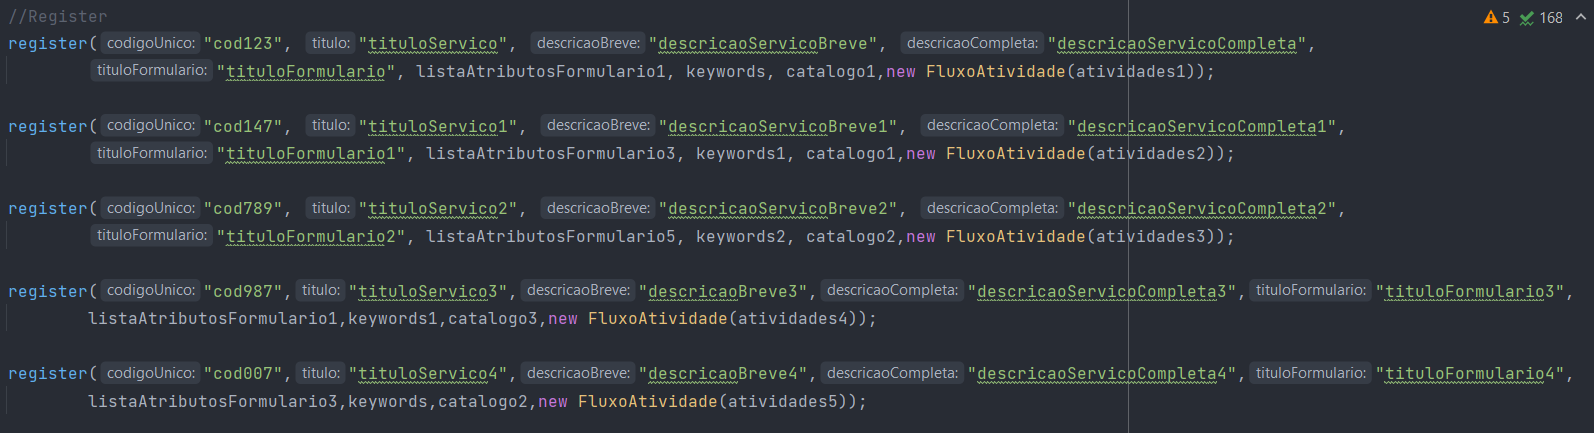 //Register
5 168
register( codigoUnico: "cod123", titulo: "tituloServico", descricaoBreve: "descricaoServicoBreve", descricaoCompleta: "descricaoServicoCompleta",
tituloFormulario: "tituloFormulario", listaAtributosFormulario1, keywords, catalogo1,new FluxoAtividade(atividades1));
register( codigoUnico: "cod147", titulo: "tituloServico1", descricaoBreve: "descricaoServicoBreve1", descricaoCompleta: "descricaoServicoCompleta1",
tituloFormulario: "tituloFormulario1", listaAtributosFormulario3, keywords1, catalogo1,new FluxoAtividade(atividades2));
register( codigoUnico: "cod789", titulo: "tituloServico2", descricaoBreve: "descricaoServicoBreve2", descricaoCompleta: "descricaoServicoCompleta2",
tituloFormulario: "tituloFormulario2", listaAtributosFormulario5, keywords2, catalogo2,new FluxoAtividade(atividades3));
register( codigoUnico: "cod987", titulo: "tituloServico3", descricaoBreve: "descricaoBreve3", descricaoCompleta: "descricaoServicoCompleta3", tituloFormulario: "tituloFormulario3",
listaAtributosFormulario1,keywords1,catalogo3,new FluxoAtividade(atividades4));
register( codigoUnico: "cod007", titulo: "tituloServico4", descricaoBreve: "descricaoBreve4", descricaoCompleta: "descricaoServicoCompleta4", tituloFormulario: "tituloFormulario4",
listaAtributosFormulario3,keywords,catalogo2,new FluxoAtividade(atividades5));